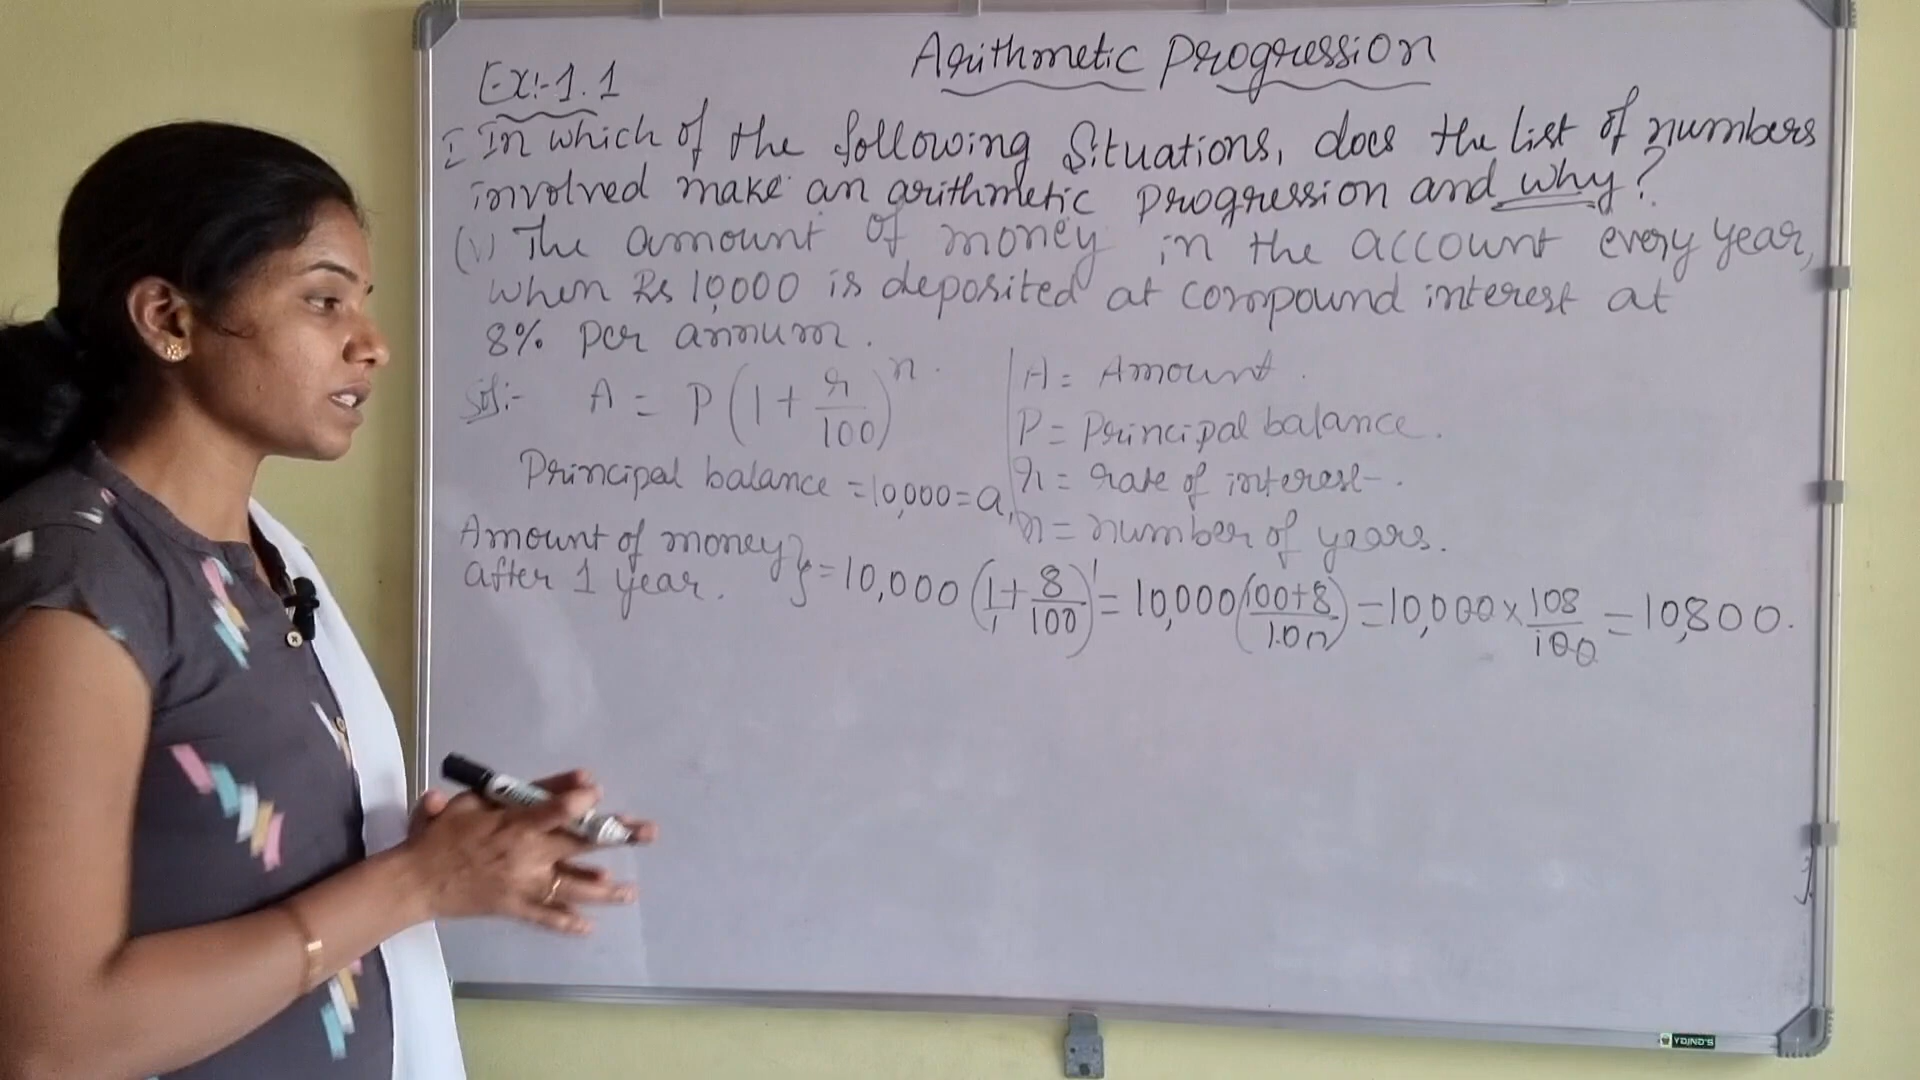 Arithmetic Progression
Ex:-1.1
I In which of the following Situations, does the list of numbers
involved make an arithmetic progression and why?
(v) The amount of money in the account every year,
when Rs 10,000 is deposited at compound interest at
8% per annum.
Sol:- A = P(1 + r/100)^n.
A = Amount.
P = Principal balance.
r = rate of interest-.
n = number of years.
Principal balance = 10,000 = a₁
Amount of money }
after 1 year. = 10,000 (1/1 + 8/100)^1 = 10,000 (100+8/100) = 10,000 × 108/100 = 10,800.
YAJNO'S